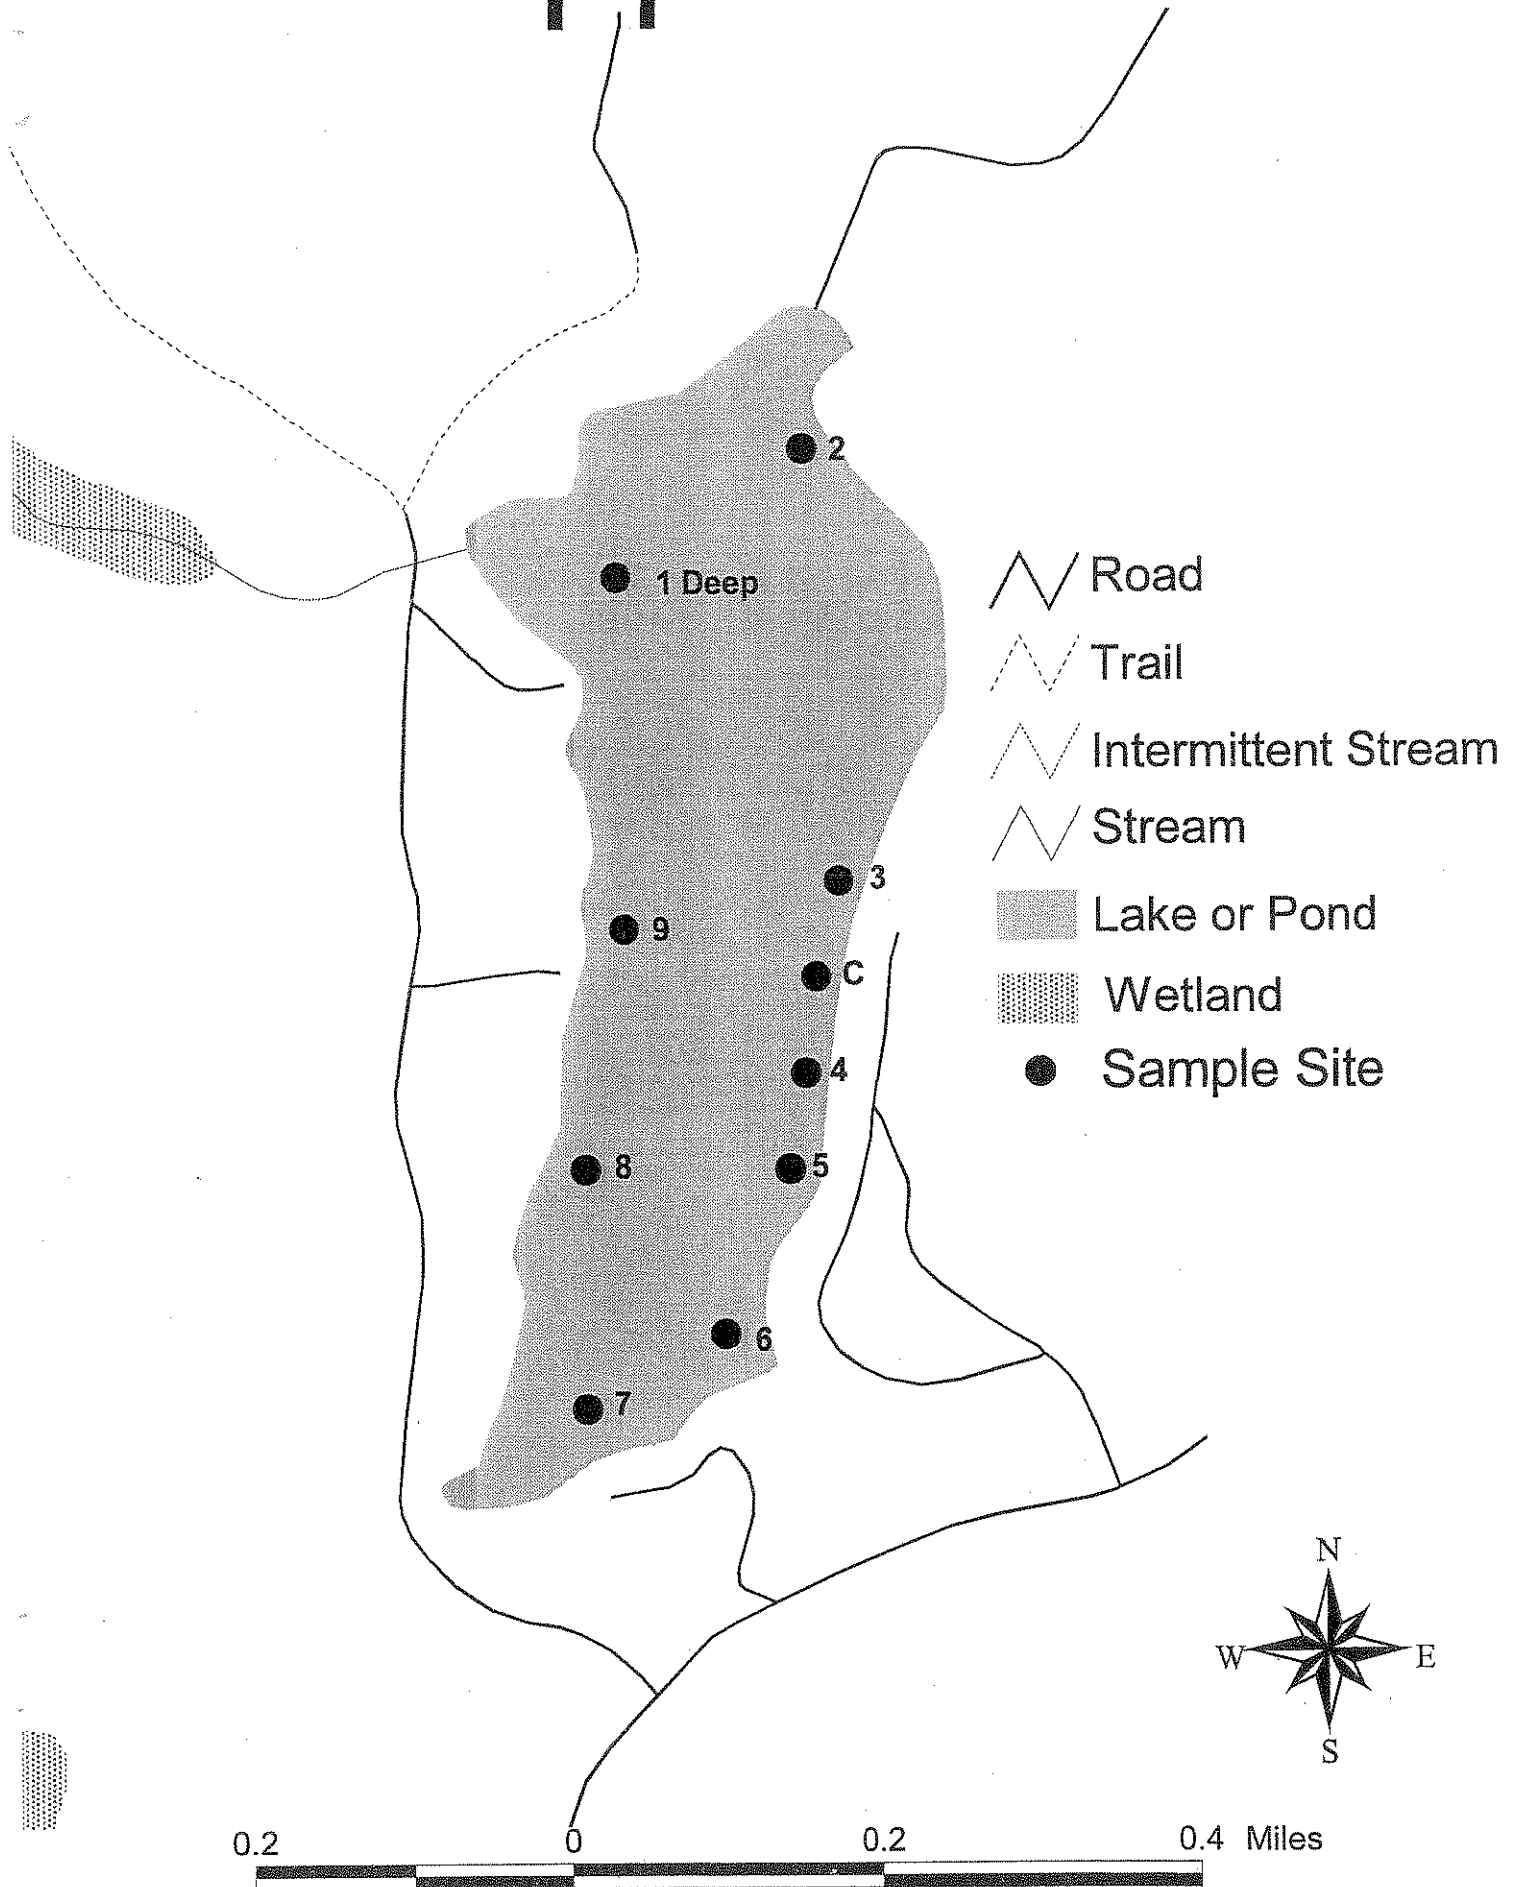 2
1 Deep
Road
Trail
Intermittent Stream
Stream
3
Lake or Pond
9
C
Wetland
4
Sample Site
8
5
6
7
N
W
E
S
0.2 0 0.2 0.4 Miles